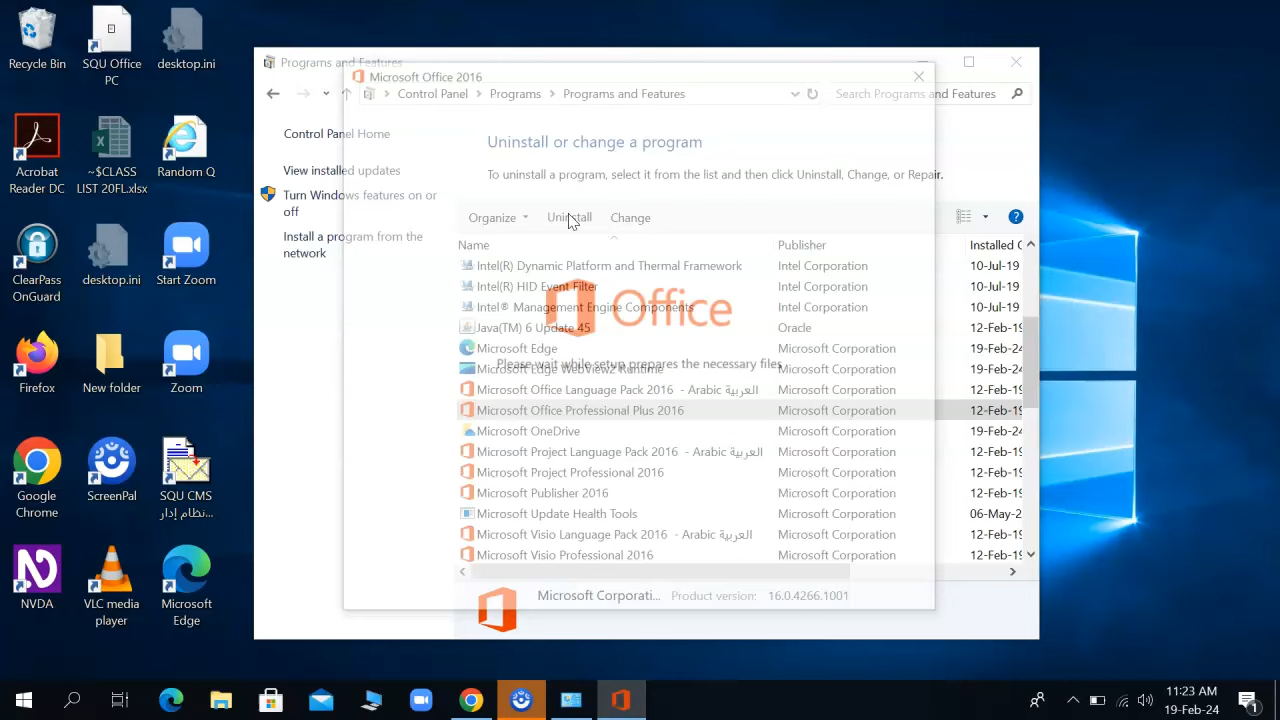 Recycle Bin
SQU Office
PC
desktop.ini
Acrobat
Reader DC
~$CLASS
LIST 20FL.xlsx
Random Q
ClearPass
OnGuard
desktop.ini
Start Zoom
Firefox
New folder
Zoom
Google
Chrome
ScreenPal
SQU CMS
نظام إدار...
NVDA
VLC media
player
Microsoft
Edge
Programs and Features
Microsoft Office 2016
Control Panel
Programs
Programs and Features
Search Programs and Features
Control Panel Home
View installed updates
Turn Windows features on or
off
Install a program from the
network
Uninstall or change a program
To uninstall a program, select it from the list and then click Uninstall, Change, or Repair.
Organize
Uninstall
Change
Name
Publisher
Installed O
Intel(R) Dynamic Platform and Thermal Framework
Intel Corporation
10-Jul-19
Intel(R) HID Event Filter
Intel Corporation
10-Jul-19
Intel® Management Engine Components
Intel Corporation
10-Jul-19
Office
Java(TM) 6 Update 45
Oracle
12-Feb-19
Microsoft Edge
Microsoft Corporation
19-Feb-24
Please wait while setup prepares the necessary files
Microsoft Edge WebView2 Runtime
Microsoft Corporation
19-Feb-24
Microsoft Office Language Pack 2016 - Arabic العربية
Microsoft Corporation
12-Feb-19
Microsoft Office Professional Plus 2016
Microsoft Corporation
12-Feb-19
Microsoft OneDrive
Microsoft Corporation
19-Feb-24
Microsoft Project Language Pack 2016 - Arabic العربية
Microsoft Corporation
12-Feb-19
Microsoft Project Professional 2016
Microsoft Corporation
12-Feb-19
Microsoft Publisher 2016
Microsoft Corporation
12-Feb-19
Microsoft Update Health Tools
Microsoft Corporation
06-May-2
Microsoft Visio Language Pack 2016 - Arabic العربية
Microsoft Corporation
12-Feb-19
Microsoft Visio Professional 2016
Microsoft Corporation
12-Feb-19
Microsoft Corporati...
Product version:
16.0.4266.1001
11:23 AM
19-Feb-24
1